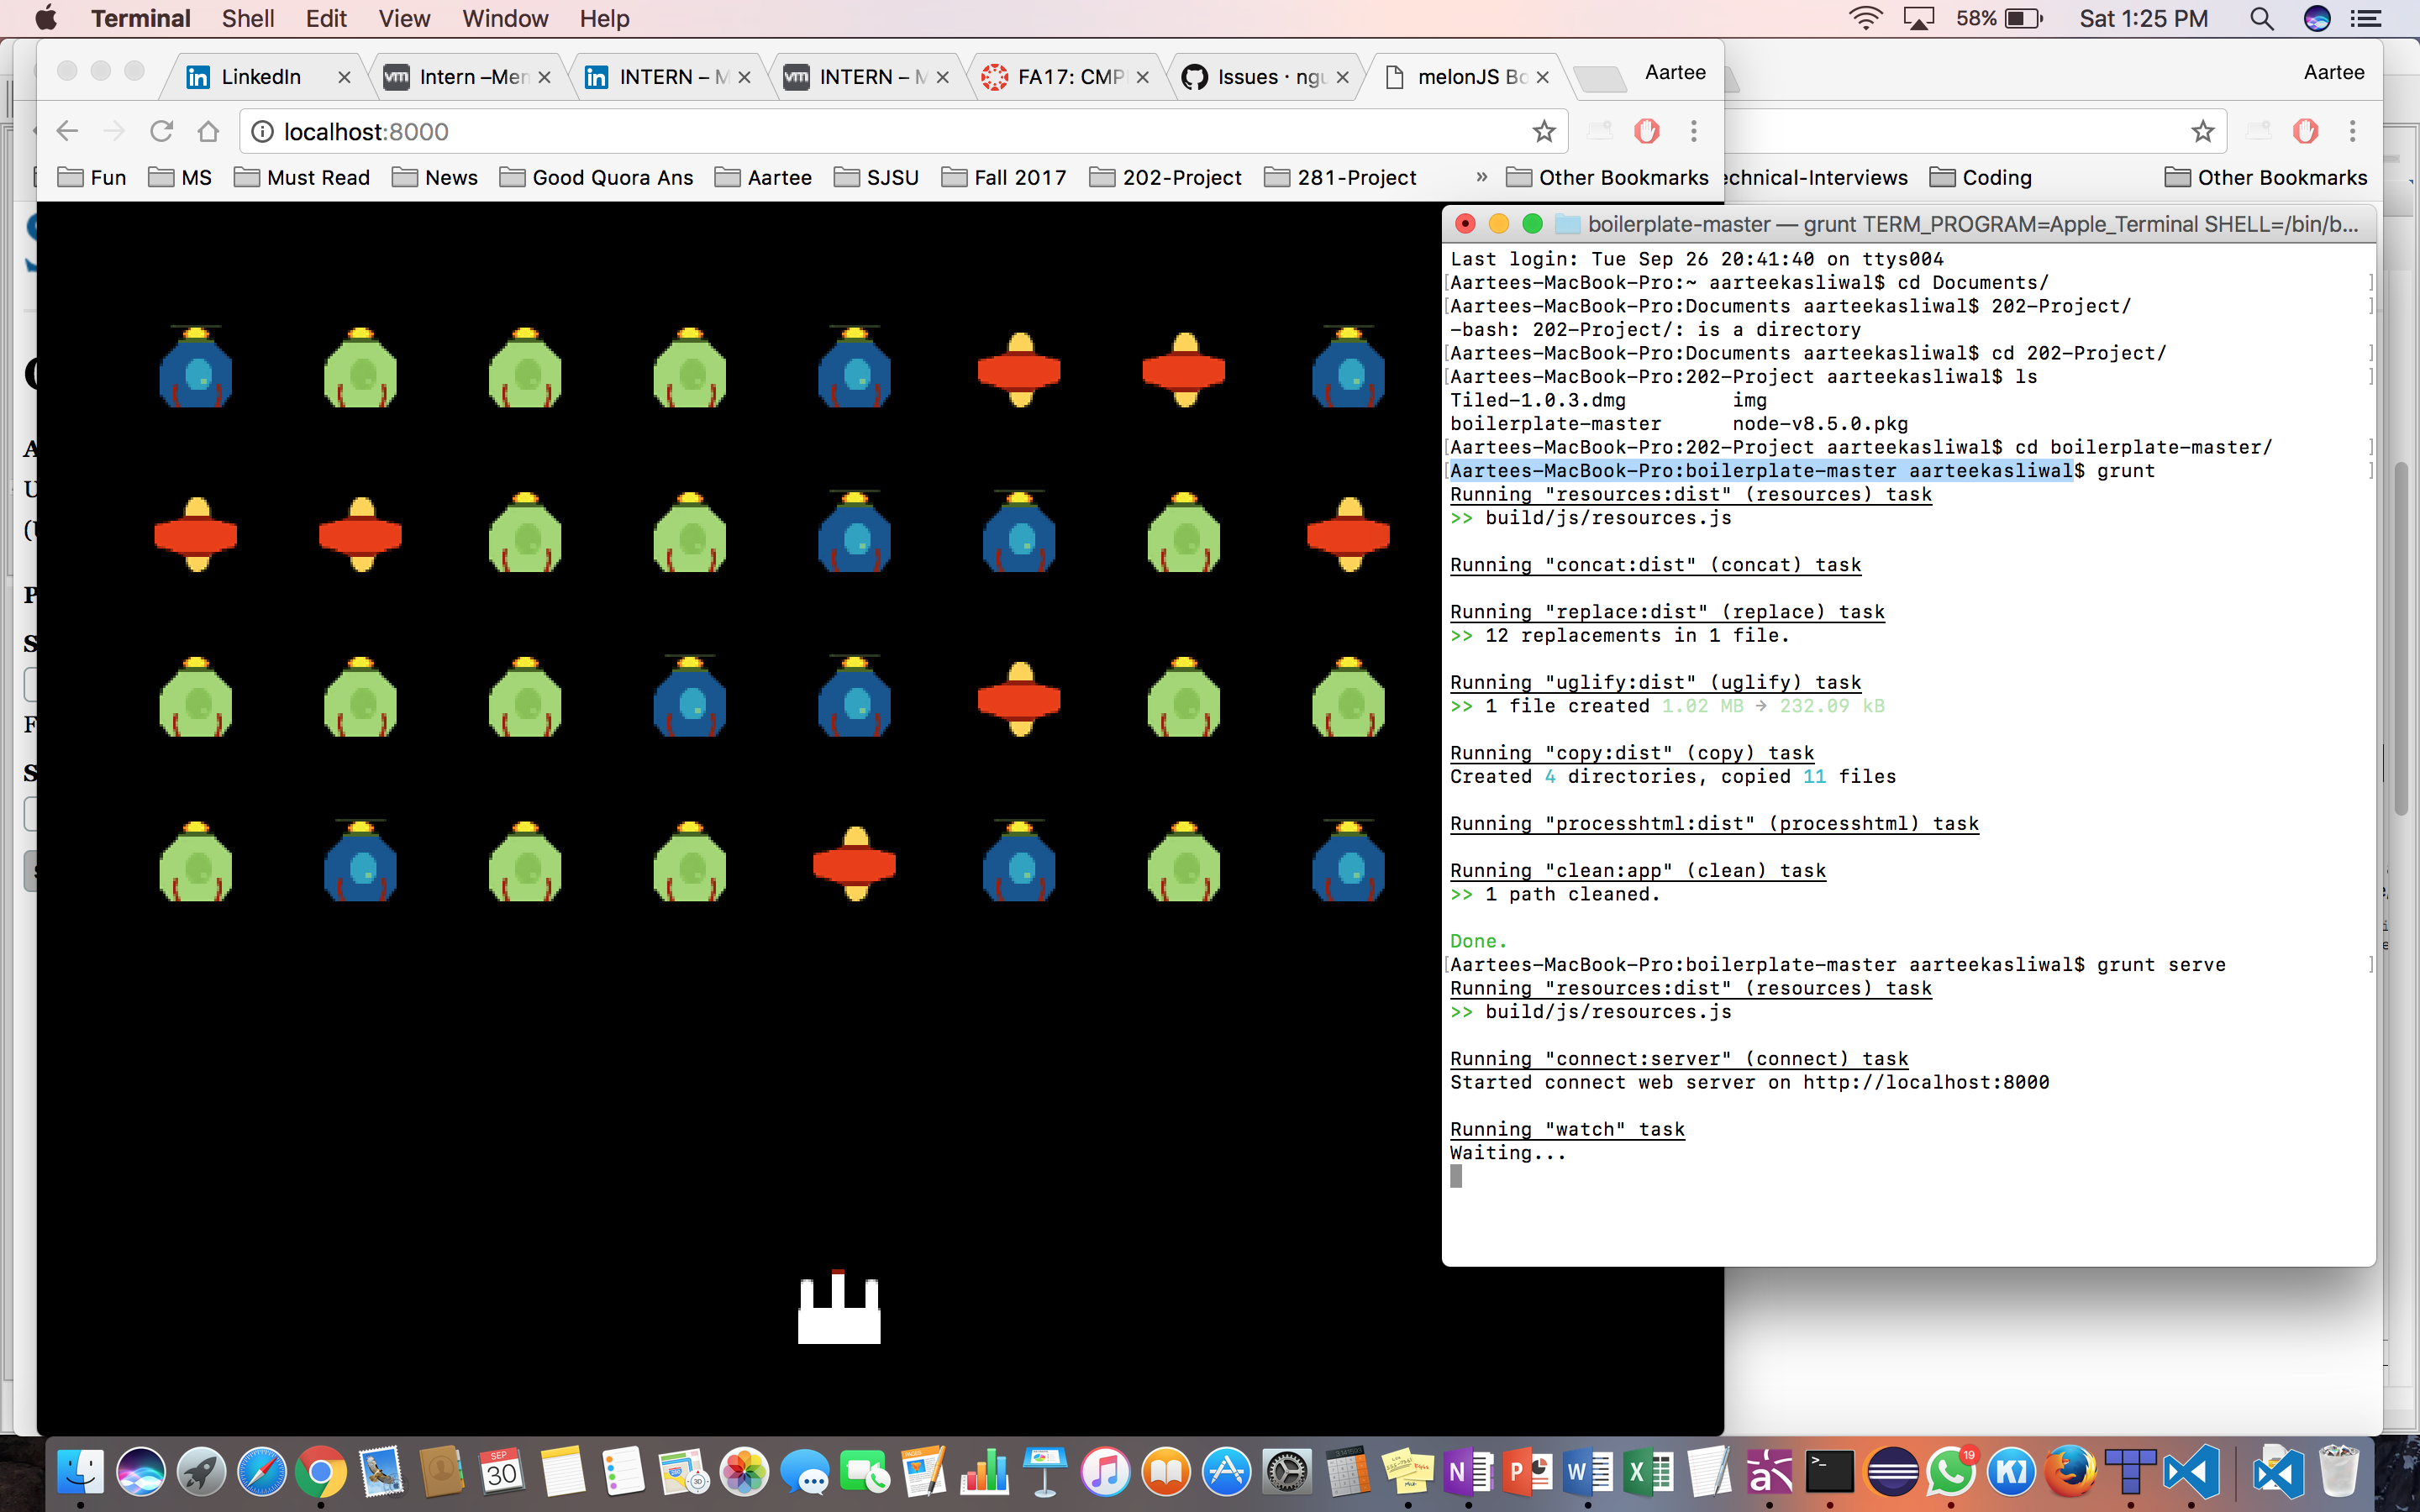 Terminal Shell Edit View Window Help 58% Sat 1:25 PM
LinkedIn Intern –Mem INTERN – M INTERN – M FA17: CMP Issues · ngu melonJS Bo Aartee Aartee
localhost:8000
Fun MS Must Read News Good Quora Ans Aartee SJSU Fall 2017 202-Project 281-Project » Other Bookmarks echnical-Interviews Coding Other Bookmarks
boilerplate-master — grunt TERM_PROGRAM=Apple_Terminal SHELL=/bin/b...
Last login: Tue Sep 26 20:41:40 on ttys004
[Aartees-MacBook-Pro:~ aarteekasliwal$ cd Documents/ ]
[Aartees-MacBook-Pro:Documents aarteekasliwal$ 202-Project/ ]
-bash: 202-Project/: is a directory
[Aartees-MacBook-Pro:Documents aarteekasliwal$ cd 202-Project/ ]
[Aartees-MacBook-Pro:202-Project aarteekasliwal$ ls ]
Tiled-1.0.3.dmg img
boilerplate-master node-v8.5.0.pkg
[Aartees-MacBook-Pro:202-Project aarteekasliwal$ cd boilerplate-master/ ]
[Aartees-MacBook-Pro:boilerplate-master aarteekasliwal$ grunt ]
Running "resources:dist" (resources) task
>> build/js/resources.js
Running "concat:dist" (concat) task
Running "replace:dist" (replace) task
>> 12 replacements in 1 file.
Running "uglify:dist" (uglify) task
>> 1 file created 1.02 MB → 232.09 kB
Running "copy:dist" (copy) task
Created 4 directories, copied 11 files
Running "processhtml:dist" (processhtml) task
Running "clean:app" (clean) task
>> 1 path cleaned.
Done.
[Aartees-MacBook-Pro:boilerplate-master aarteekasliwal$ grunt serve ]
Running "resources:dist" (resources) task
>> build/js/resources.js
Running "connect:server" (connect) task
Started connect web server on http://localhost:8000
Running "watch" task
Waiting...
SEP
30
19